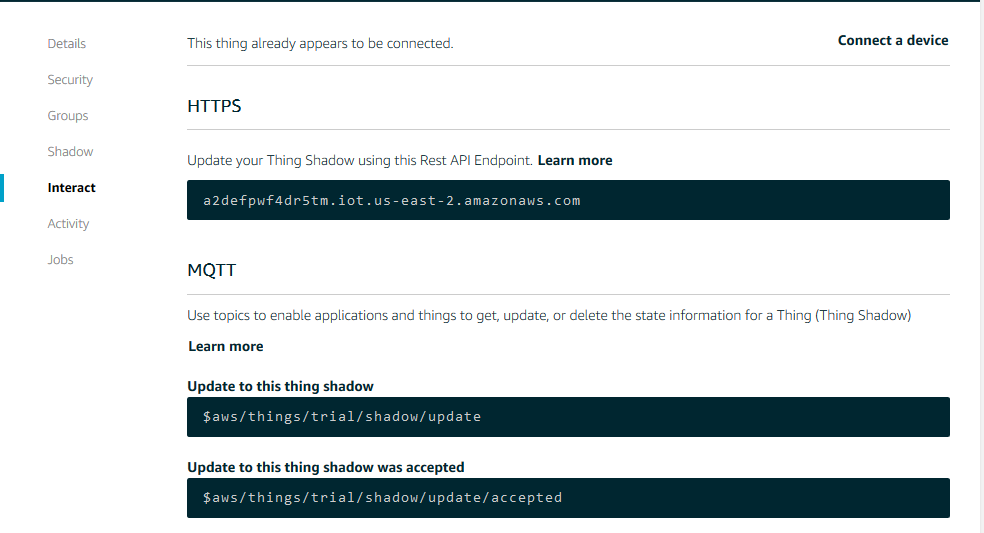 Details
Security
Groups
Shadow
Interact
Activity
Jobs
This thing already appears to be connected.
Connect a device
HTTPS
Update your Thing Shadow using this Rest API Endpoint. Learn more
a2defpwf4dr5tm.iot.us-east-2.amazonaws.com
MQTT
Use topics to enable applications and things to get, update, or delete the state information for a Thing (Thing Shadow)
Learn more
Update to this thing shadow
$aws/things/trial/shadow/update
Update to this thing shadow was accepted
$aws/things/trial/shadow/update/accepted